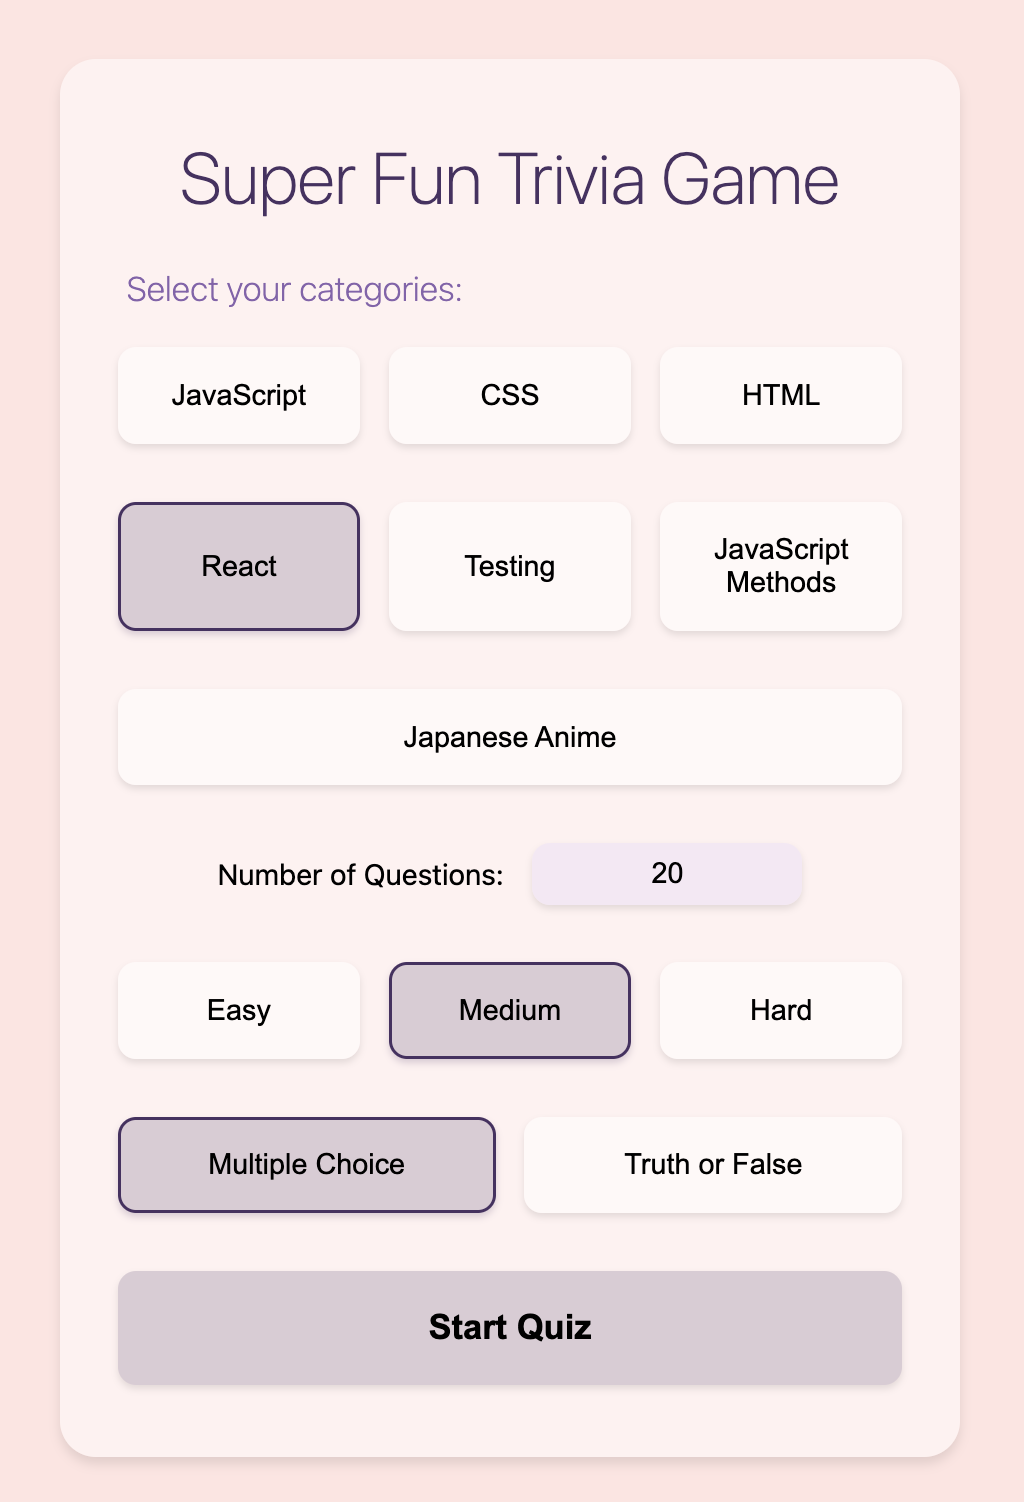 Super Fun Trivia Game
Select your categories:
JavaScript
CSS
HTML
React
Testing
JavaScript
Methods
Japanese Anime
Number of Questions:
20
Easy
Medium
Hard
Multiple Choice
Truth or False
Start Quiz